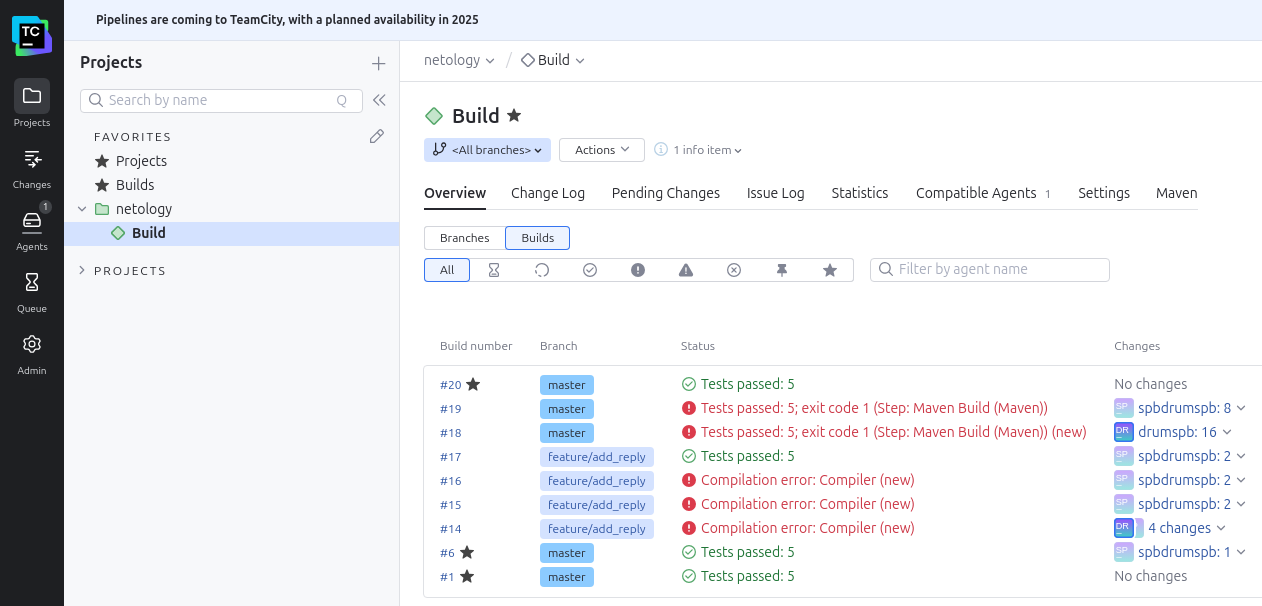 Pipelines are coming to TeamCity, with a planned availability in 2025
TC
Projects
Changes
1
Agents
Queue
Admin
Projects
Search by name Q
FAVORITES
Projects
Builds
netology
Build
PROJECTS
netology / Build
Build
<All branches> Actions 1 info item
Overview Change Log Pending Changes Issue Log Statistics Compatible Agents 1 Settings Maven
Branches Builds
All Filter by agent name
Build number Branch Status Changes
#20 master Tests passed: 5 No changes
#19 master Tests passed: 5; exit code 1 (Step: Maven Build (Maven)) SP spbdrumspb: 8
#18 master Tests passed: 5; exit code 1 (Step: Maven Build (Maven)) (new) DR drumspb: 16
#17 feature/add_reply Tests passed: 5 SP spbdrumspb: 2
#16 feature/add_reply Compilation error: Compiler (new) SP spbdrumspb: 2
#15 feature/add_reply Compilation error: Compiler (new) SP spbdrumspb: 2
#14 feature/add_reply Compilation error: Compiler (new) DR 4 changes
#6 master Tests passed: 5 SP spbdrumspb: 1
#1 master Tests passed: 5 No changes